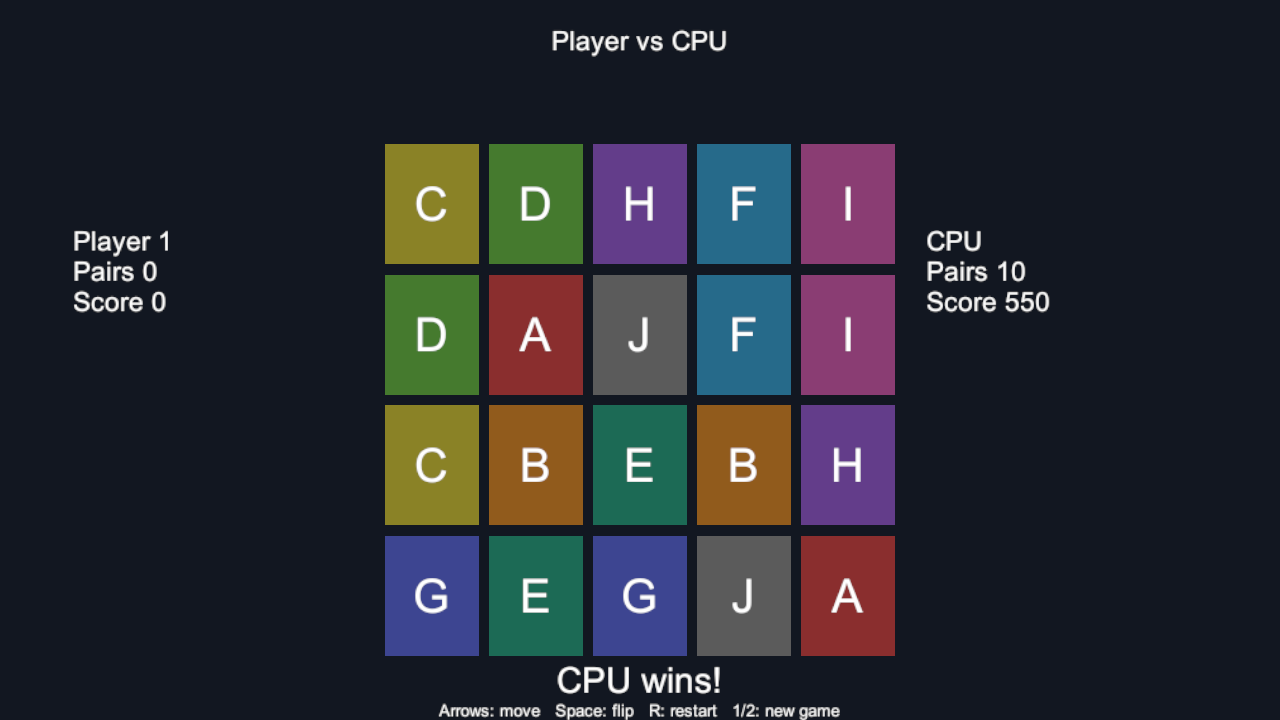 Player vs CPU
C D H F I
Player 1
Pairs 0
Score 0
CPU
Pairs 10
Score 550
D A J F I
C B E B H
G E G J A
CPU wins!
Arrows: move Space: flip R: restart 1/2: new game